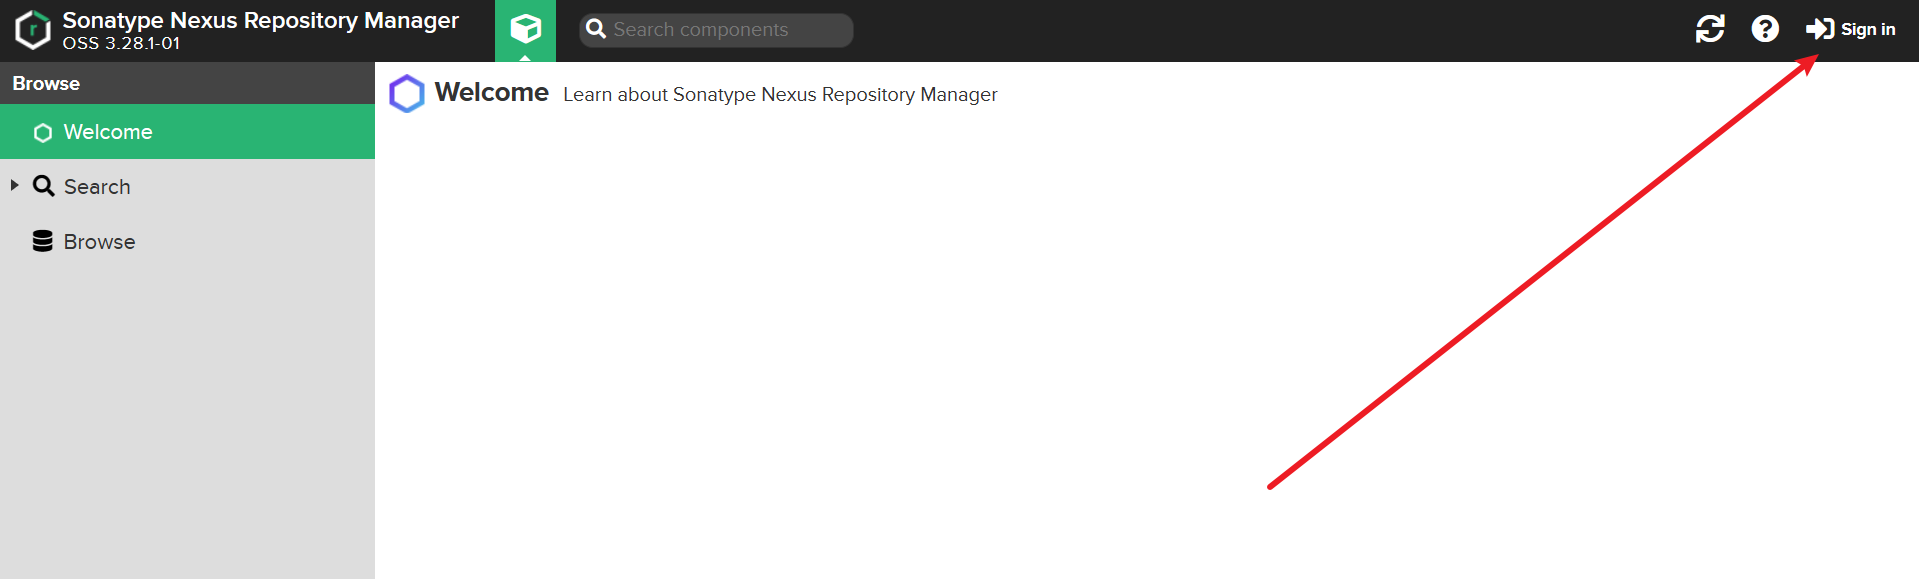 Sonatype Nexus Repository Manager
OSS 3.28.1-01
Search components
Sign in
Browse
Welcome
Search
Browse
Welcome Learn about Sonatype Nexus Repository Manager